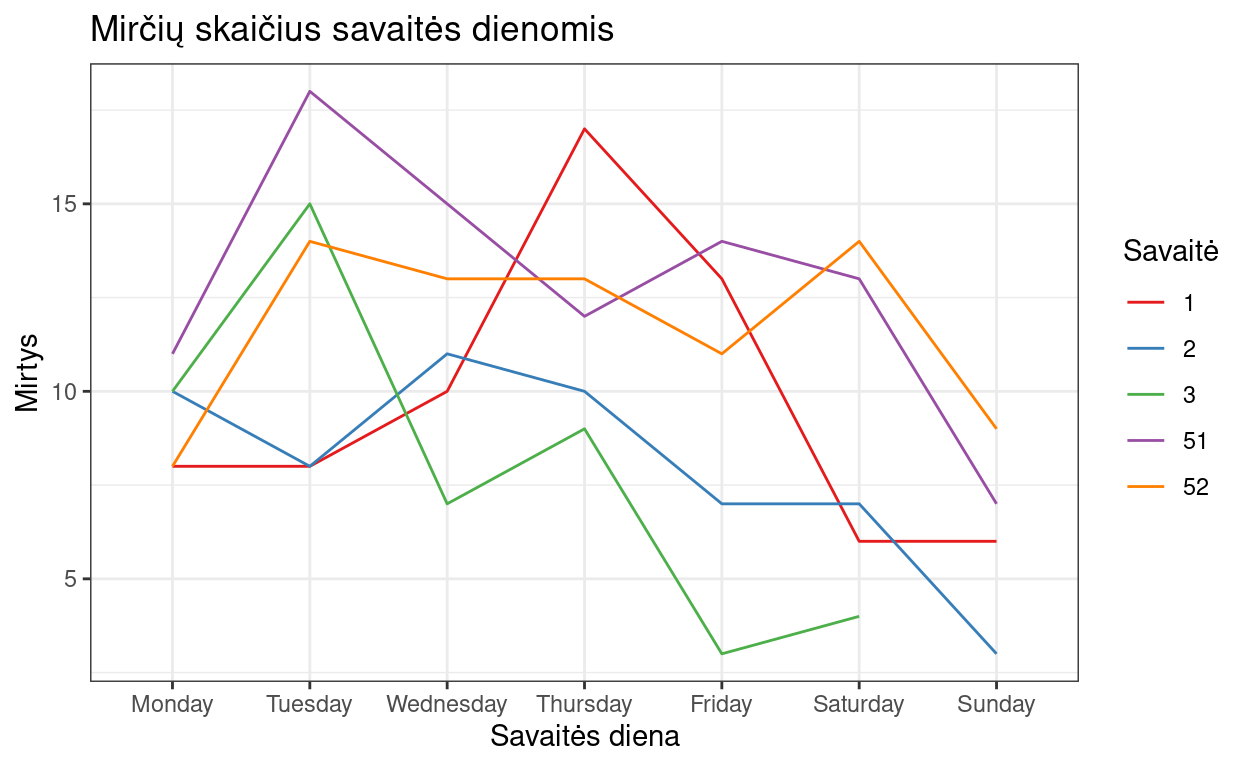 Mirčių skaičius savaitės dienomis
Mirtys
15
10
5
Monday Tuesday Wednesday Thursday Friday Saturday Sunday
Savaitės diena
Savaitė
1
2
3
51
52